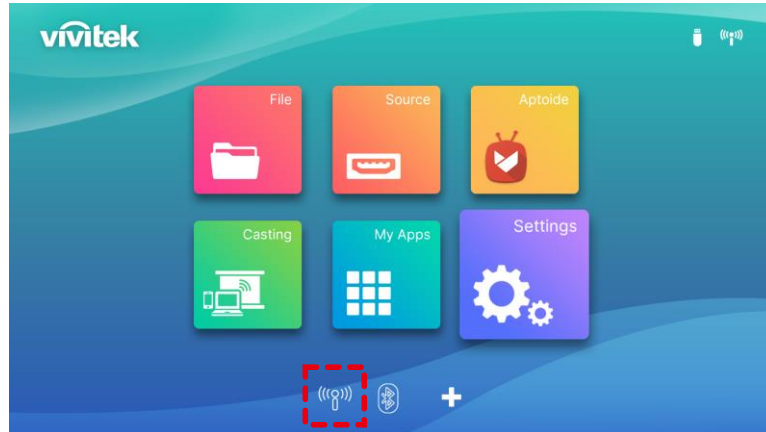 vivitek
File
Source
Aptoide
Casting
My Apps
Settings